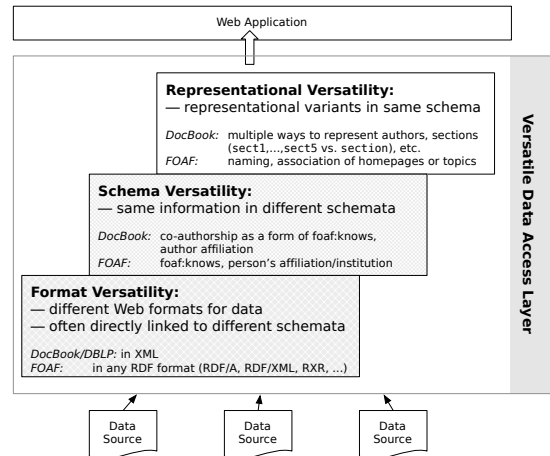 Web Application
Representational Versatility:
— representational variants in same schema
DocBook: multiple ways to represent authors, sections
(sect1,...,sect5 vs. section), etc.
FOAF: naming, association of homepages or topics
Schema Versatility:
— same information in different schemata
DocBook: co-authorship as a form of foaf:knows,
author affiliation
FOAF: foaf:knows, person's affiliation/institution
Format Versatility:
— different Web formats for data
— often directly linked to different schemata
DocBook/DBLP: in XML
FOAF: in any RDF format (RDF/A, RDF/XML, RXR, ...)
Versatile Data Access Layer
Data
Source
Data
Source
Data
Source